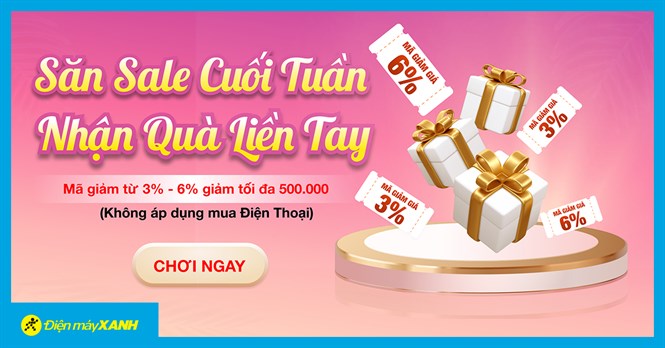 Săn Sale Cuối Tuần
Nhận Quà Liền Tay
Mã giảm từ 3% - 6% giảm tối đa 500.000
(Không áp dụng mua Điện Thoại)
CHƠI NGAY
MÃ GIẢM GIÁ
6%
MÃ GIẢM GIÁ
3%
MÃ GIẢM GIÁ
3%
MÃ GIẢM GIÁ
6%
Điện máyXANH